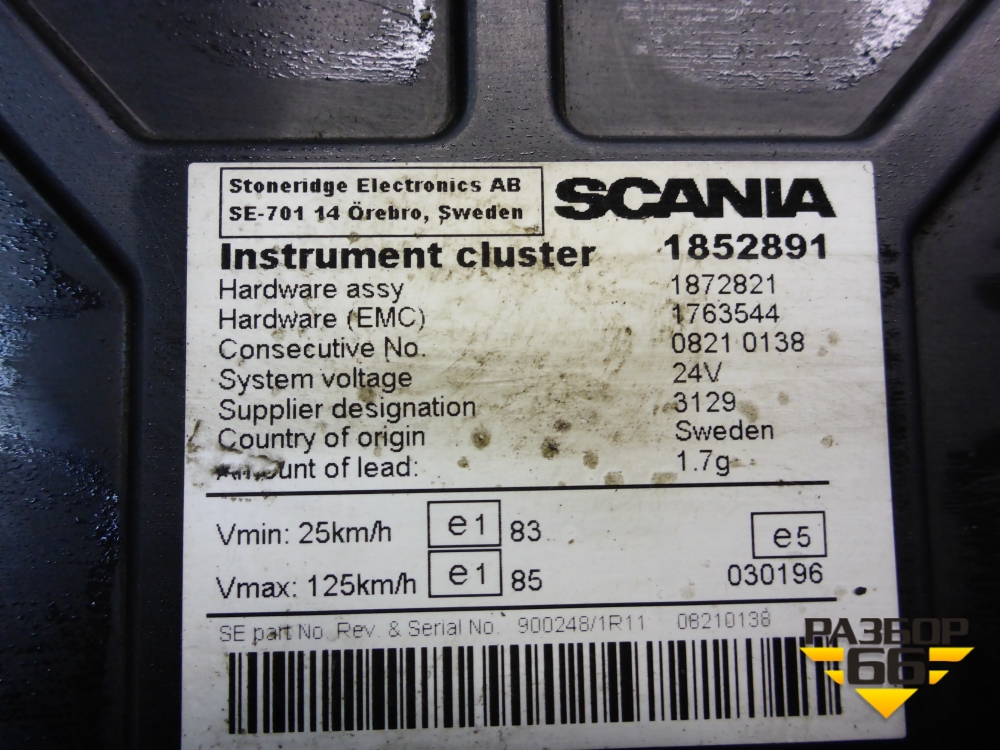 Stoneridge Electronics AB
SE-701 14 Örebro, Sweden
SCANIA
Instrument cluster 1852891
Hardware assy 1872821
Hardware (EMC) 1763544
Consecutive No. 0821 0138
System voltage 24V
Supplier designation 3129
Country of origin Sweden
of lead: 1.7g
Vmin: 25km/h e1 83 e5
Vmax: 125km/h e1 85 030196
SE part No. Rev. & Serial No. 900248/1R11 08210138
РАЗБОР
66